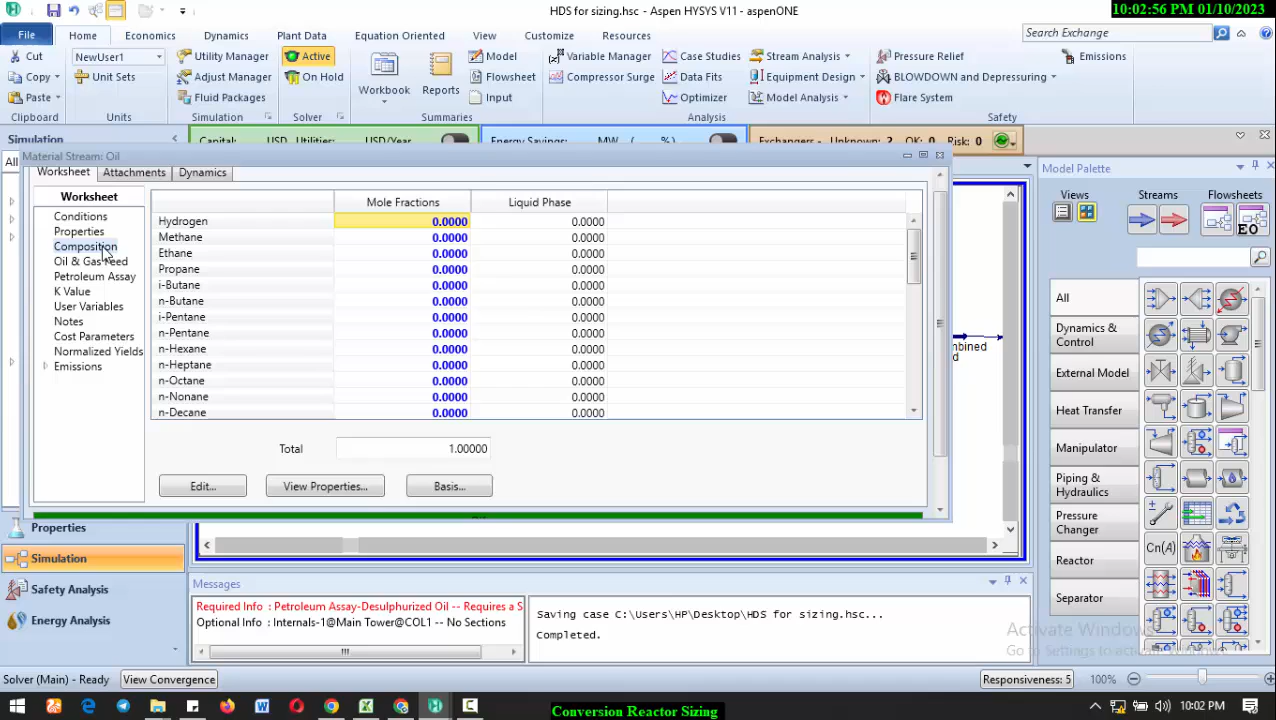 HDS for sizing.hsc - Aspen HYSYS V11 - aspenONE
10:02:56 PM 01/10/2023
File Home Economics Dynamics Plant Data Equation Oriented View Customize Resources
Search Exchange
Cut
Copy
Paste
Clipboard
NewUser1
Unit Sets
Units
Utility Manager
Adjust Manager
Fluid Packages
Simulation
Active
On Hold
Solver
Workbook
Reports
Model
Flowsheet
Input
Summaries
Variable Manager
Compressor Surge
Case Studies
Data Fits
Optimizer
Stream Analysis
Equipment Design
Model Analysis
Analysis
Pressure Relief
BLOWDOWN and Depressuring
Flare System
Safety
Emissions
Simulation
All
Capital: USD Utilities: USD/Year
Energy Savings: MW ( %)
Exchangers - Unknown: 2 OK: 0 Risk: 0
Material Stream: Oil
Worksheet Attachments Dynamics
Worksheet
Conditions
Properties
Composition
Oil & Gas Feed
Petroleum Assay
K Value
User Variables
Notes
Cost Parameters
Normalized Yields
Emissions
Mole Fractions Liquid Phase
Hydrogen 0.0000 0.0000
Methane 0.0000 0.0000
Ethane 0.0000 0.0000
Propane 0.0000 0.0000
i-Butane 0.0000 0.0000
n-Butane 0.0000 0.0000
i-Pentane 0.0000 0.0000
n-Pentane 0.0000 0.0000
n-Hexane 0.0000 0.0000
n-Heptane 0.0000 0.0000
n-Octane 0.0000 0.0000
n-Nonane 0.0000 0.0000
n-Decane 0.0000 0.0000
Total 1.00000
Edit... View Properties... Basis...
Model Palette
Views Streams Flowsheets
EO
All
Dynamics &
Control
External Model
Heat Transfer
Manipulator
Piping &
Hydraulics
Pressure
Changer
Reactor
Separator
Cn(A)
Properties
Simulation
Safety Analysis
Energy Analysis
Messages
Required Info : Petroleum Assay-Desulphurized Oil -- Requires a S
Optional Info : Internals-1@Main Tower@COL1 -- No Sections
Saving case C:\Users\HP\Desktop\HDS for sizing.hsc...
Completed.
Activate Windows
Go to Settings to activate Windows.
Solver (Main) - Ready View Convergence
Responsiveness: 5 100%
10:02 PM
Conversion Reactor Sizing